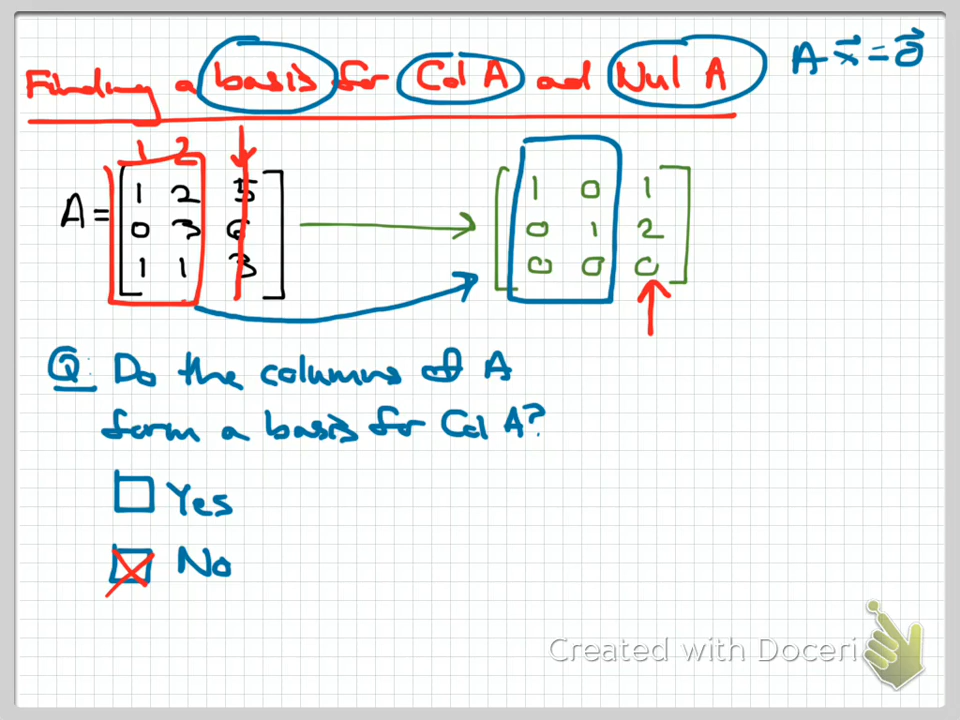 Finding a basis for Col A and Nul A
A x⃗ = 0⃗
1 2
A = [ 1 2 5
0 3 6
1 1 3 ]
[ 1 0 1
0 1 2
0 0 0 ]
Q: Do the columns of A
form a basis for Col A?
Yes
No
Created with Doceri